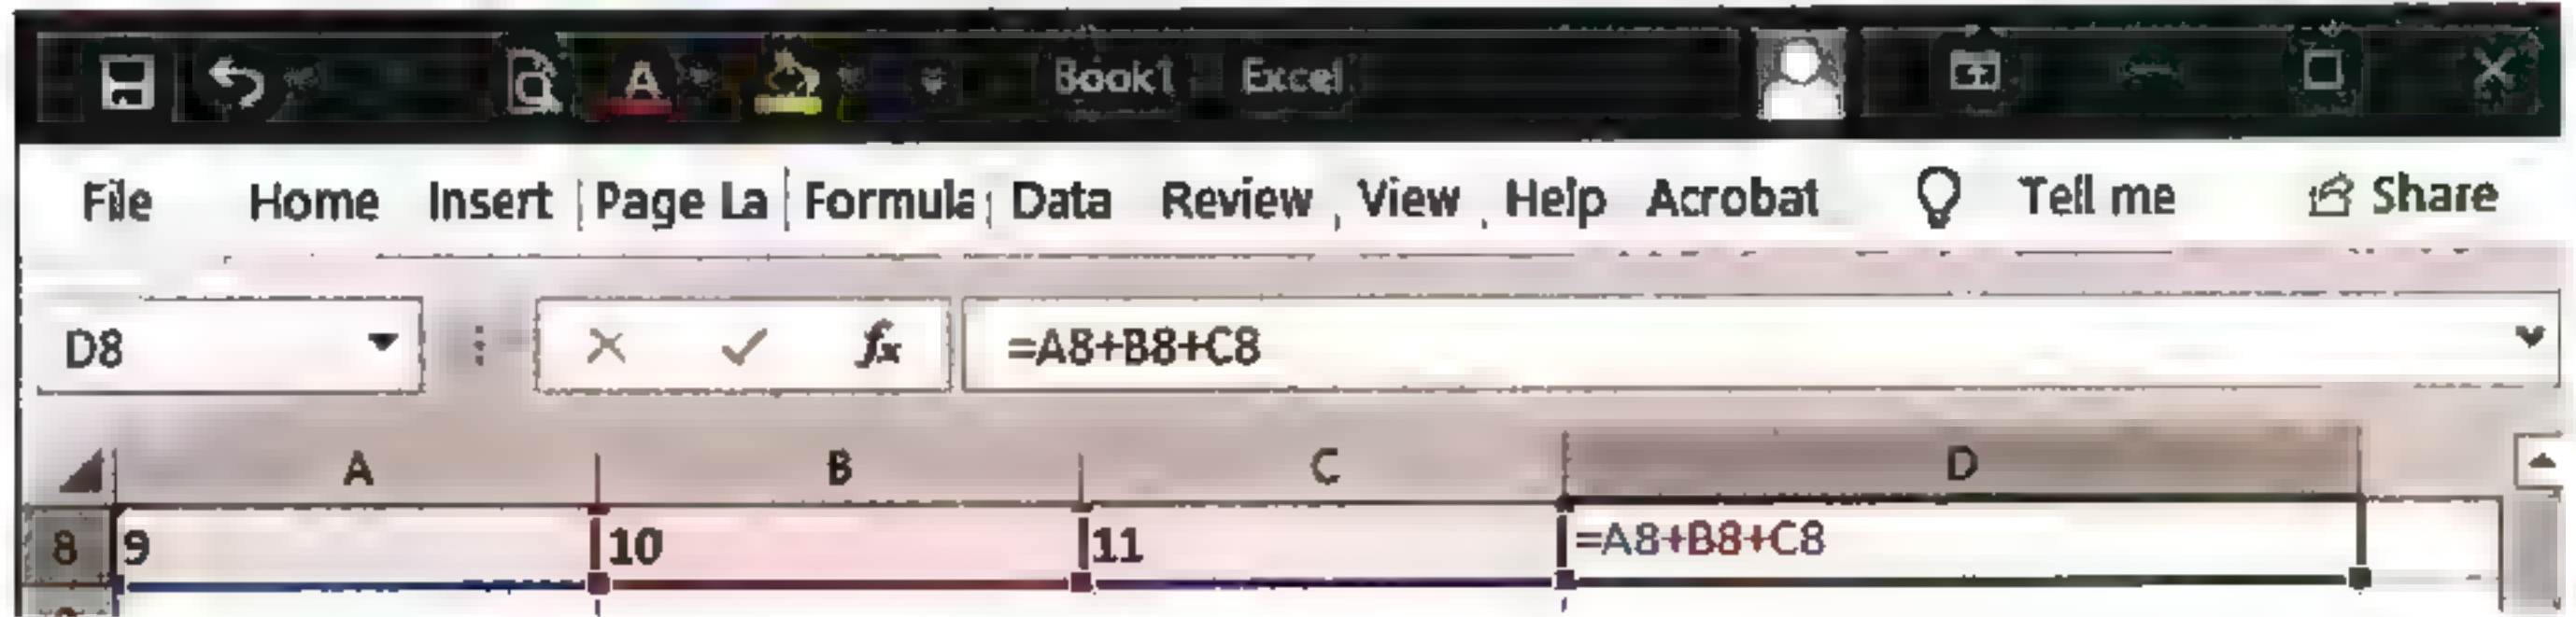 Book1 Excel
File Home Insert Page La Formula Data Review View Help Acrobat Tell me Share
D8 fx =A8+B8+C8
A B C D
8 9 10 11 =A8+B8+C8